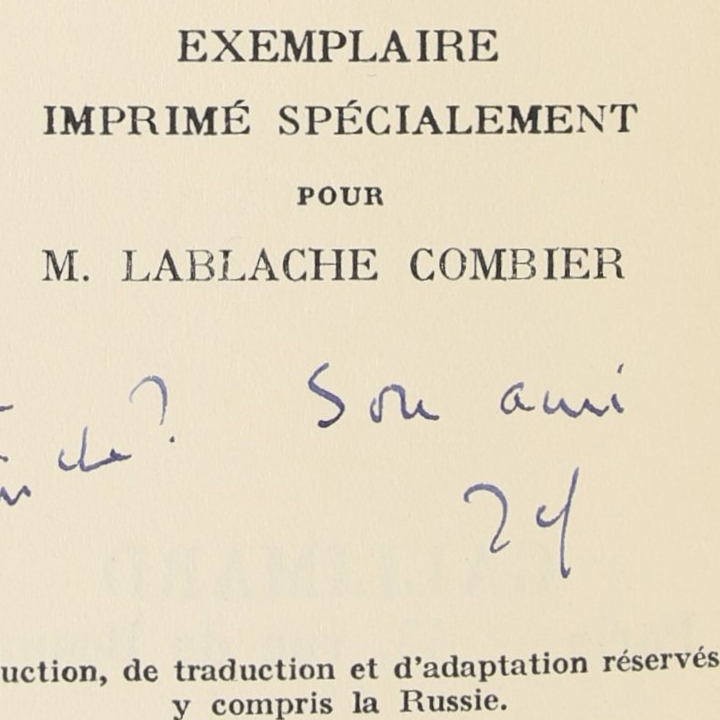 EXEMPLAIRE
IMPRIMÉ SPÉCIALEMENT
POUR
M. LABLACHE COMBIER
Son ami
uction, de traduction et d'adaptation réservés
y compris la Russie.